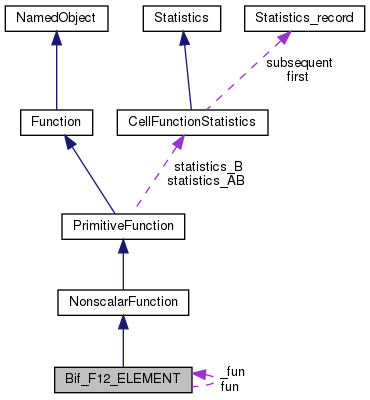 NamedObject
Statistics
Statistics_record
subsequent
first
Function
CellFunctionStatistics
statistics_B
statistics_AB
PrimitiveFunction
NonscalarFunction
_fun
fun
Bif_F12_ELEMENT